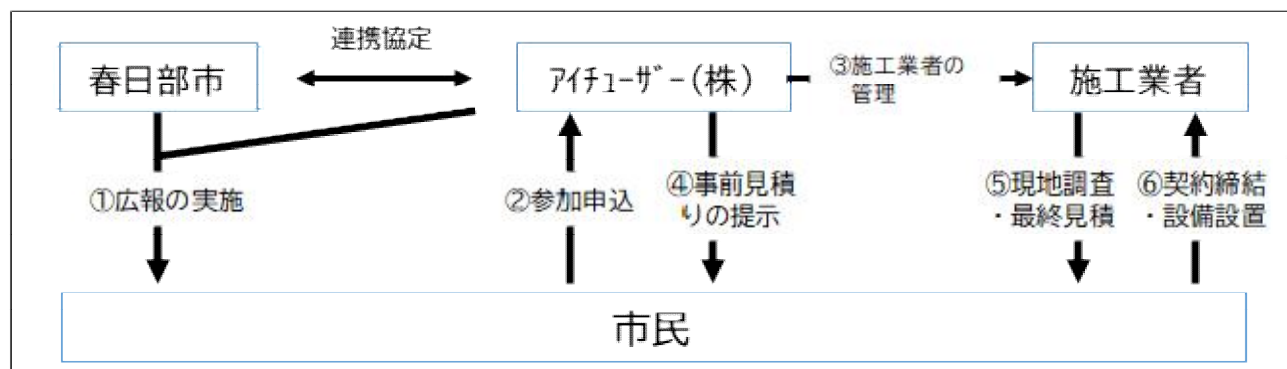 連携協定
春日部市
ｱｲﾁｭｰｻﾞｰ(株)
③施工業者の
管理
施工業者
①広報の実施
②参加申込
④事前見積
りの提示
⑤現地調査
・最終見積
⑥契約締結
・設備設置
市民